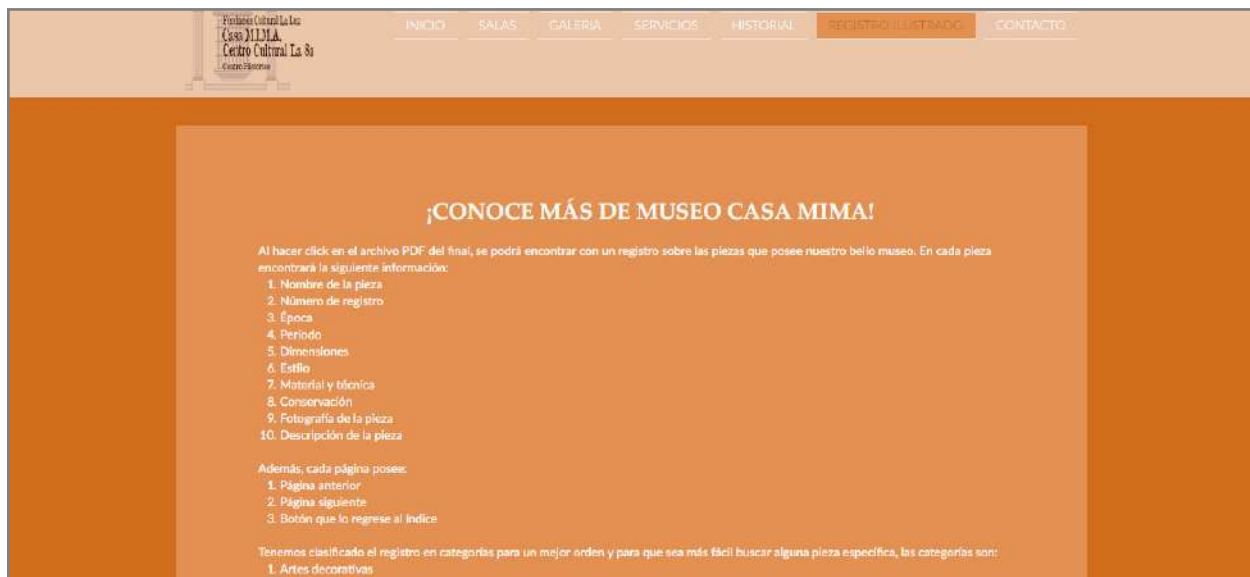 Fundación Cultural La Luz
Casa M.I.M.A.
Centro Cultural La 8a
Centro Histórico
INICIO SALAS GALERIA SERVICIOS HISTORIAL REGISTRO ILUSTRADO CONTACTO
¡CONOCE MÁS DE MUSEO CASA MIMA!
Al hacer click en el archivo PDF del final, se podrá encontrar con un registro sobre las piezas que posee nuestro bello museo. En cada pieza
encontrará la siguiente información:
1. Nombre de la pieza
2. Número de registro
3. Época
4. Periodo
5. Dimensiones
6. Estilo
7. Material y técnica
8. Conservación
9. Fotografía de la pieza
10. Descripción de la pieza
Además, cada página posee:
1. Página anterior
2. Página siguiente
3. Botón que lo regrese al índice
Tenemos clasificado el registro en categorías para un mejor orden y para que sea más fácil buscar alguna pieza específica, las categorías son:
1. Artes decorativas